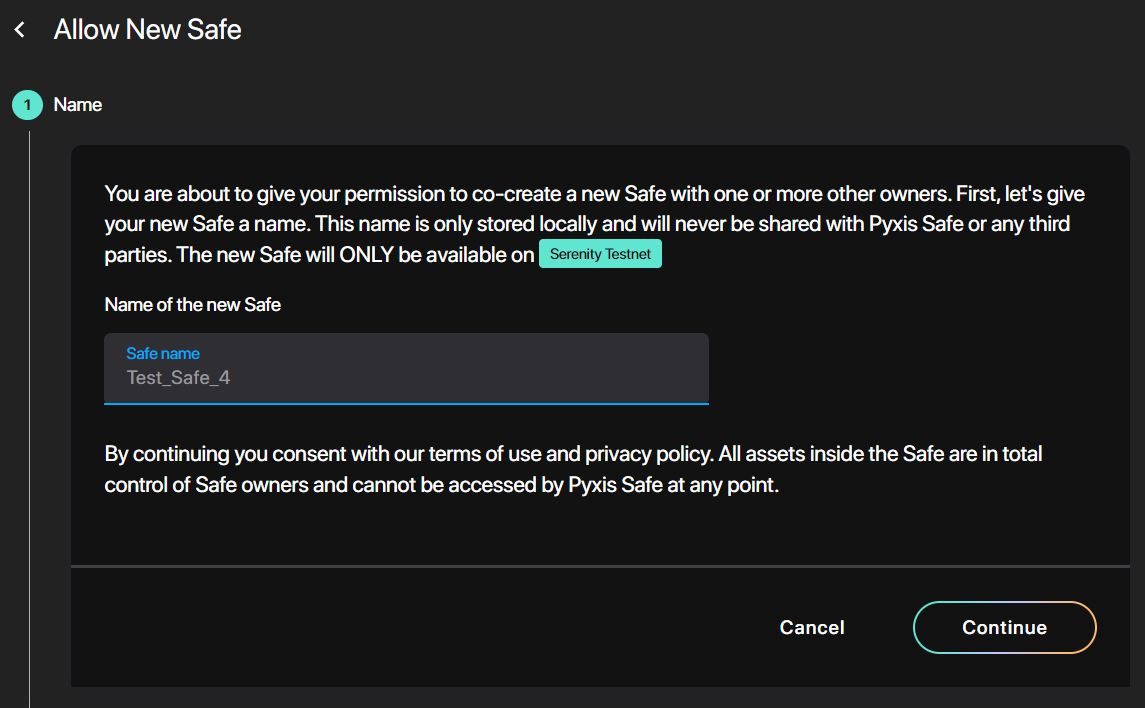 Allow New Safe
1 Name
You are about to give your permission to co-create a new Safe with one or more other owners. First, let's give
your new Safe a name. This name is only stored locally and will never be shared with Pyxis Safe or any third
parties. The new Safe will ONLY be available on Serenity Testnet
Name of the new Safe
Safe name
Test_Safe_4
By continuing you consent with our terms of use and privacy policy. All assets inside the Safe are in total
control of Safe owners and cannot be accessed by Pyxis Safe at any point.
Cancel Continue